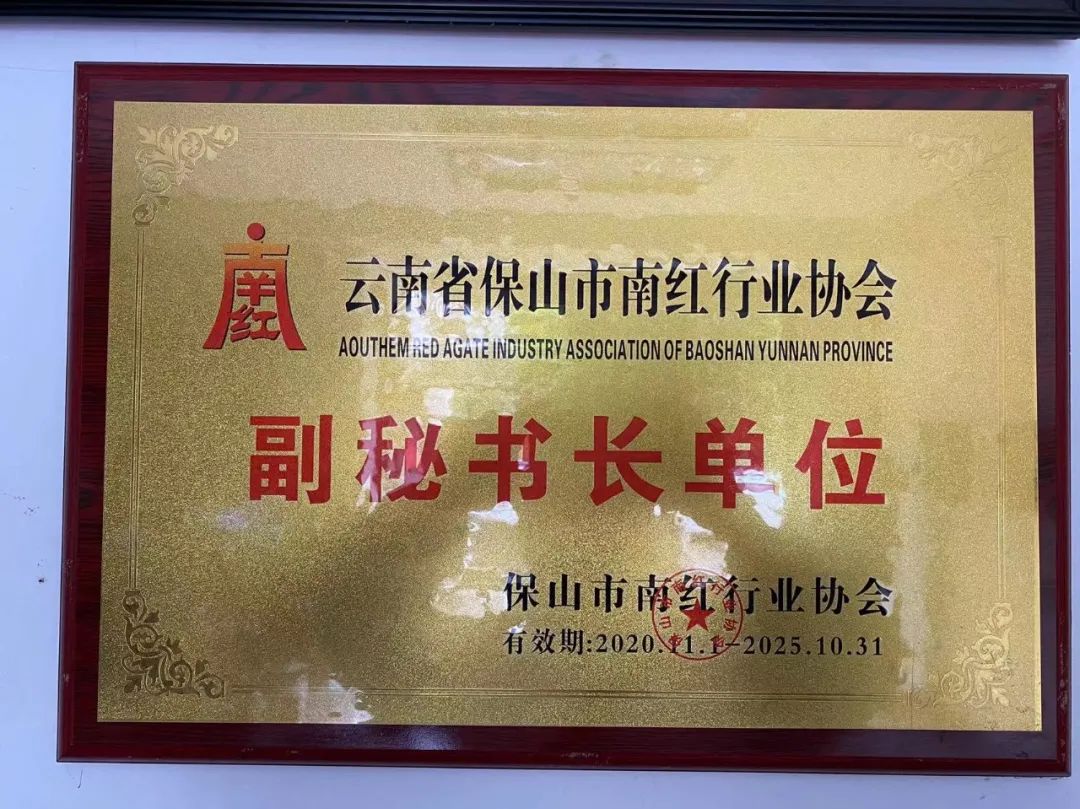 南红
云南省保山市南红行业协会
AOUTHEM RED AGATE INDUSTRY ASSOCIATION OF BAOSHAN YUNNAN PROVINCE
副秘书长单位
保山市南红行业协会
有效期:2020.11.1-2025.10.31